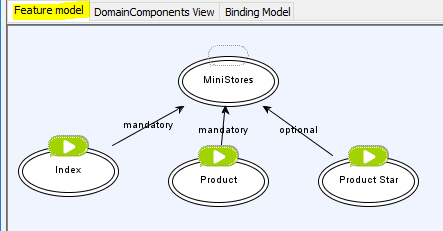 Feature model DomainComponents View Binding Model
MiniStores
mandatory mandatory optional
Index Product Product Star